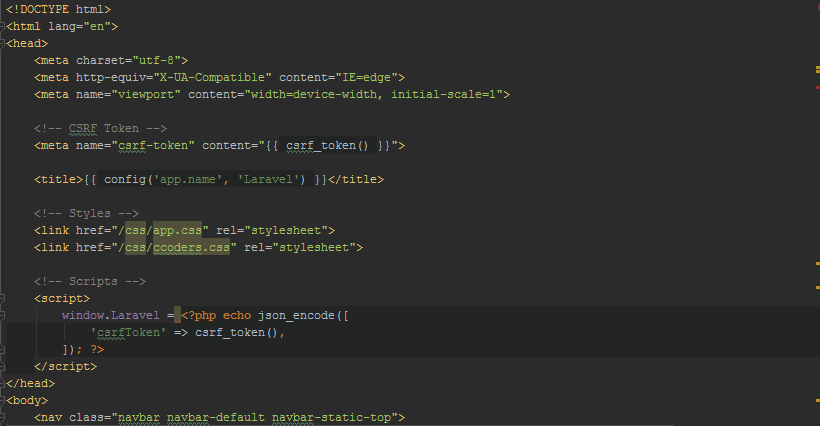 <!DOCTYPE html>
<html lang="en">
<head>
    <meta charset="utf-8">
    <meta http-equiv="X-UA-Compatible" content="IE=edge">
    <meta name="viewport" content="width=device-width, initial-scale=1">
    <!-- CSRF Token -->
    <meta name="csrf-token" content="{{ csrf_token() }}">
    <title>{{ config('app.name', 'Laravel') }}</title>
    <!-- Styles -->
    <link href="/css/app.css" rel="stylesheet">
    <link href="/css/ccoders.css" rel="stylesheet">
    <!-- Scripts -->
    <script>
        window.Laravel = <?php echo json_encode([
            'csrfToken' => csrf_token(),
        ]); ?>
    </script>
</head>
<body>
    <nav class="navbar navbar-default navbar-static-top">